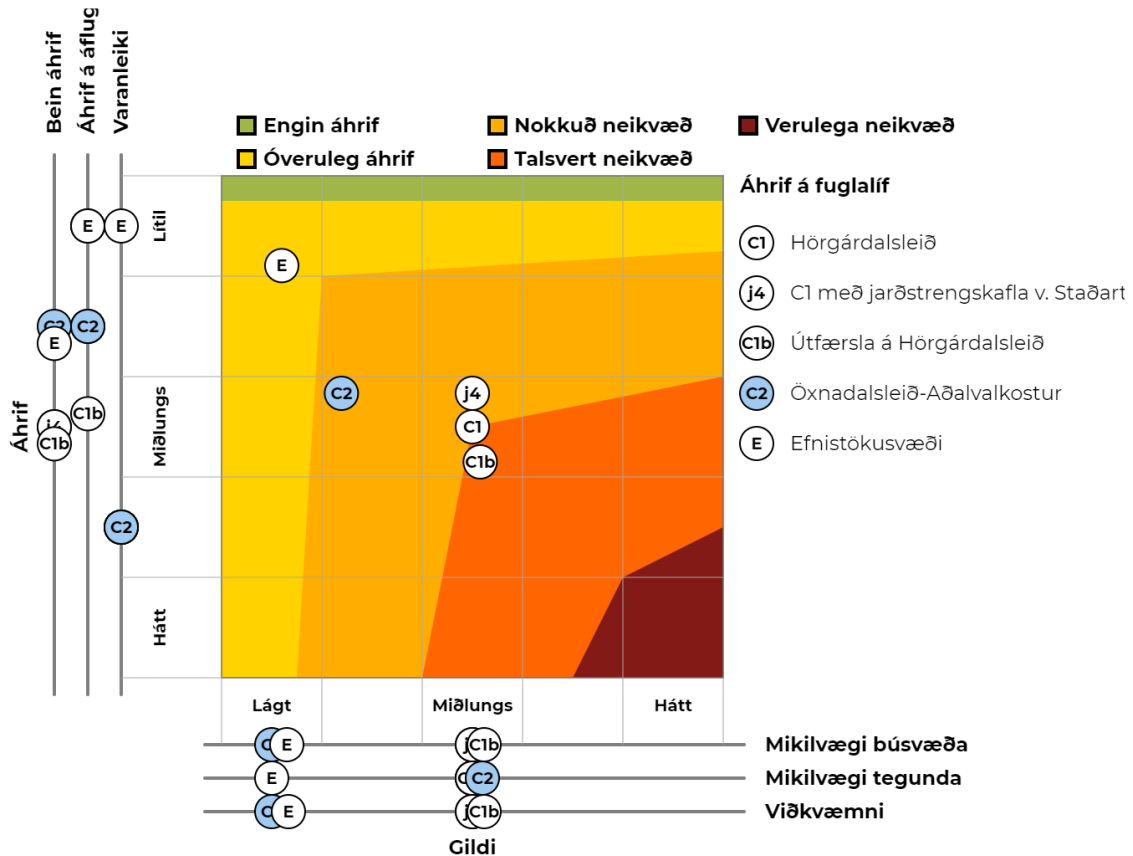 Bein áhrif
Áhrif á áflug
Varanleiki
Engin áhrif
Nokkuð neikvæð
Verulega neikvæð
Óveruleg áhrif
Talsvert neikvæð
Áhrif á fuglalíf
C1 Hörgárdalsleið
j4 C1 með jarðstrengskafla v. Staðart
C1b Útfærsla á Hörgárdalsleið
C2 Öxnadalsleið-Aðalvalkostur
E Efnistökusvæði
E
E
E
C2
C2
E
C2
j4
C1b
C1
j4
C1b
C1b
C2
Áhrif
Lítil
Miðlungs
Hátt
Lágt
Miðlungs
Hátt
E C1b Mikilvægi búsvæða
E C2 Mikilvægi tegunda
E C1b Viðkvæmni
Gildi